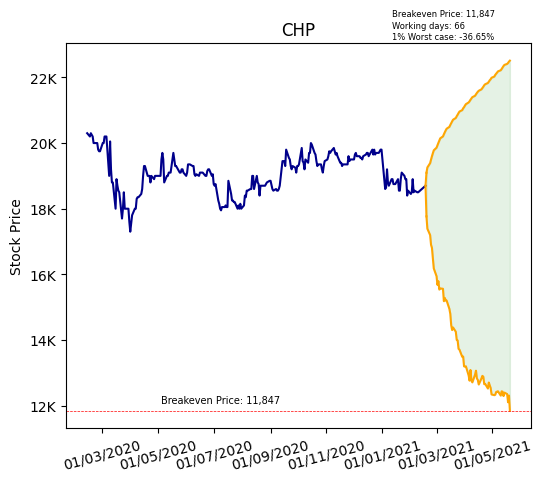 Breakeven Price: 11,847
Working days: 66
1% Worst case: -36.65%
CHP
Stock Price
22K
20K
18K
16K
14K
12K
Breakeven Price: 11,847
01/03/2020
01/05/2020
01/07/2020
01/09/2020
01/11/2020
01/01/2021
01/03/2021
01/05/2021